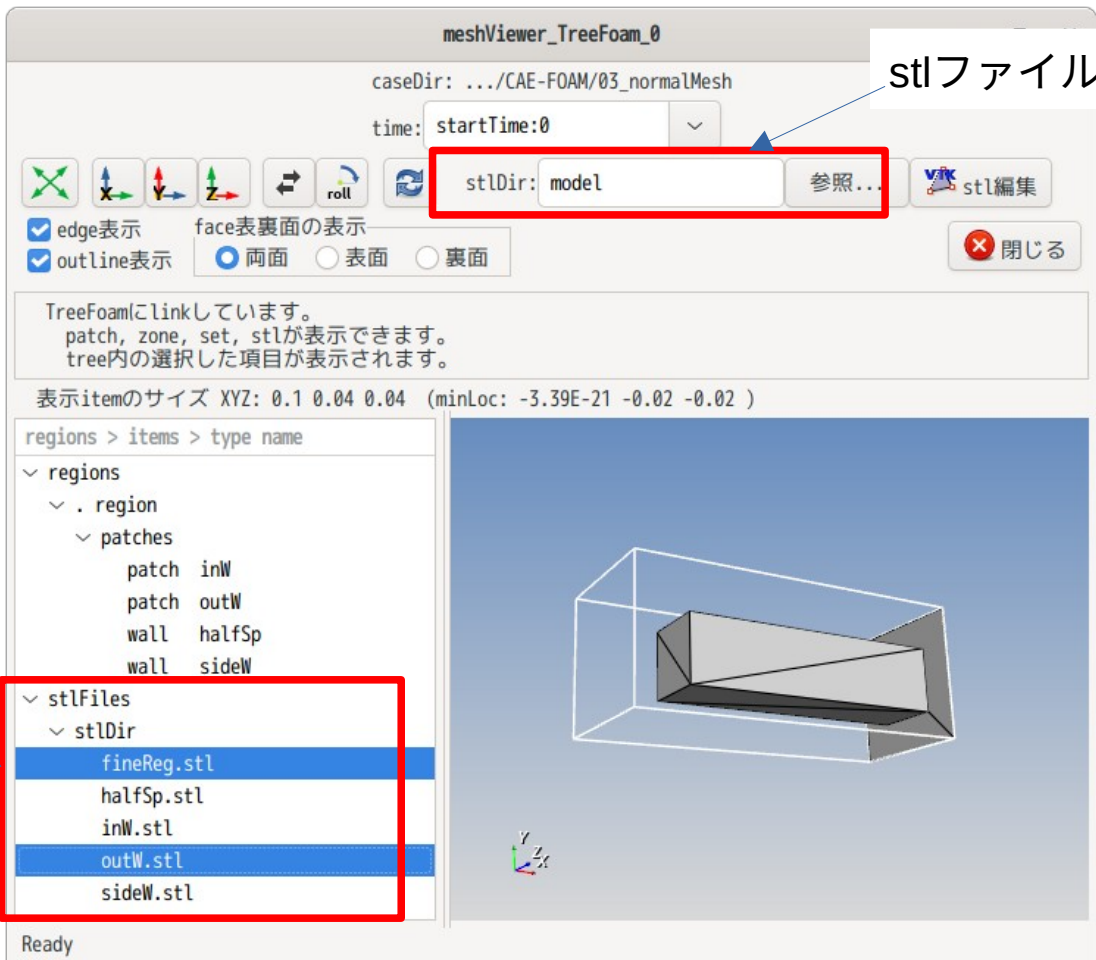 meshViewer_TreeFoam_0
stlファイル
caseDir: .../CAE-FOAM/03_normalMesh
time: startTime:0
X Y Z roll stlDir: model 参照... VTK stl編集
edge表示 face表裏面の表示
outline表示 両面 表面 裏面 閉じる
TreeFoamにlinkしています。
patch, zone, set, stlが表示できます。
tree内の選択した項目が表示されます。
表示itemのサイズ XYZ: 0.1 0.04 0.04 (minLoc: -3.39E-21 -0.02 -0.02 )
regions > items > type name
regions
. region
patches
patch inW
patch outW
wall halfSp
wall sideW
stlFiles
stlDir
fineReg.stl
halfSp.stl
inW.stl
outW.stl
sideW.stl
Y
Z
X
Ready